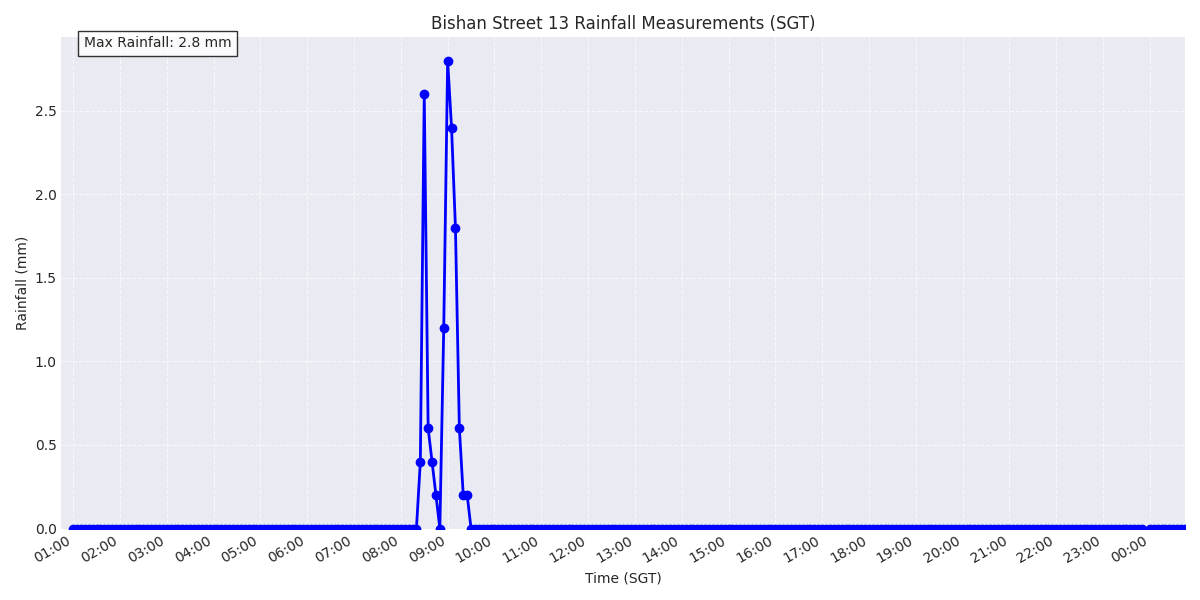 Bishan Street 13 Rainfall Measurements (SGT)
Max Rainfall: 2.8 mm
Rainfall (mm)
2.5
2.0
1.5
1.0
0.5
0.0
01:00 02:00 03:00 04:00 05:00 06:00 07:00 08:00 09:00 10:00 11:00 12:00 13:00 14:00 15:00 16:00 17:00 18:00 19:00 20:00 21:00 22:00 23:00 00:00
Time (SGT)